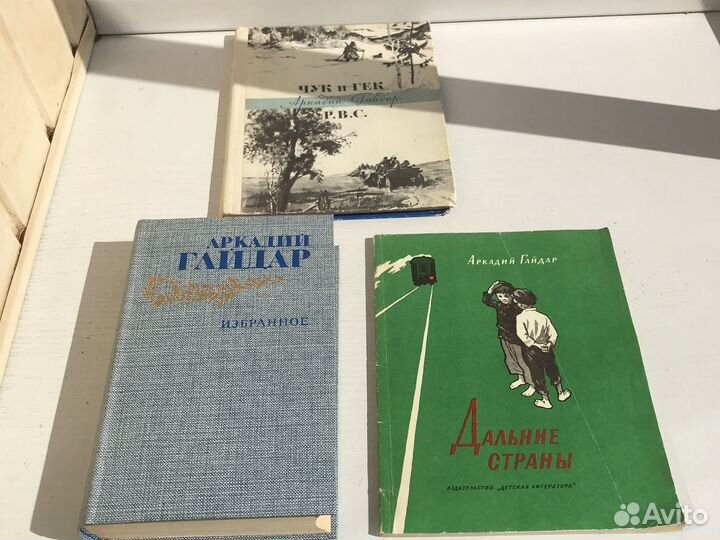 ЧУК и ГЕК
Аркадий Гайдар
Р.В.С.
АРКАДИЙ
ГАЙДАР
ИЗБРАННОЕ
АРКАДИЙ ГАЙДАР
ДАЛЬНИЕ
СТРАНЫ
ИЗДАТЕЛЬСТВО „ДЕТСКАЯ ЛИТЕРАТУРА"
Avito